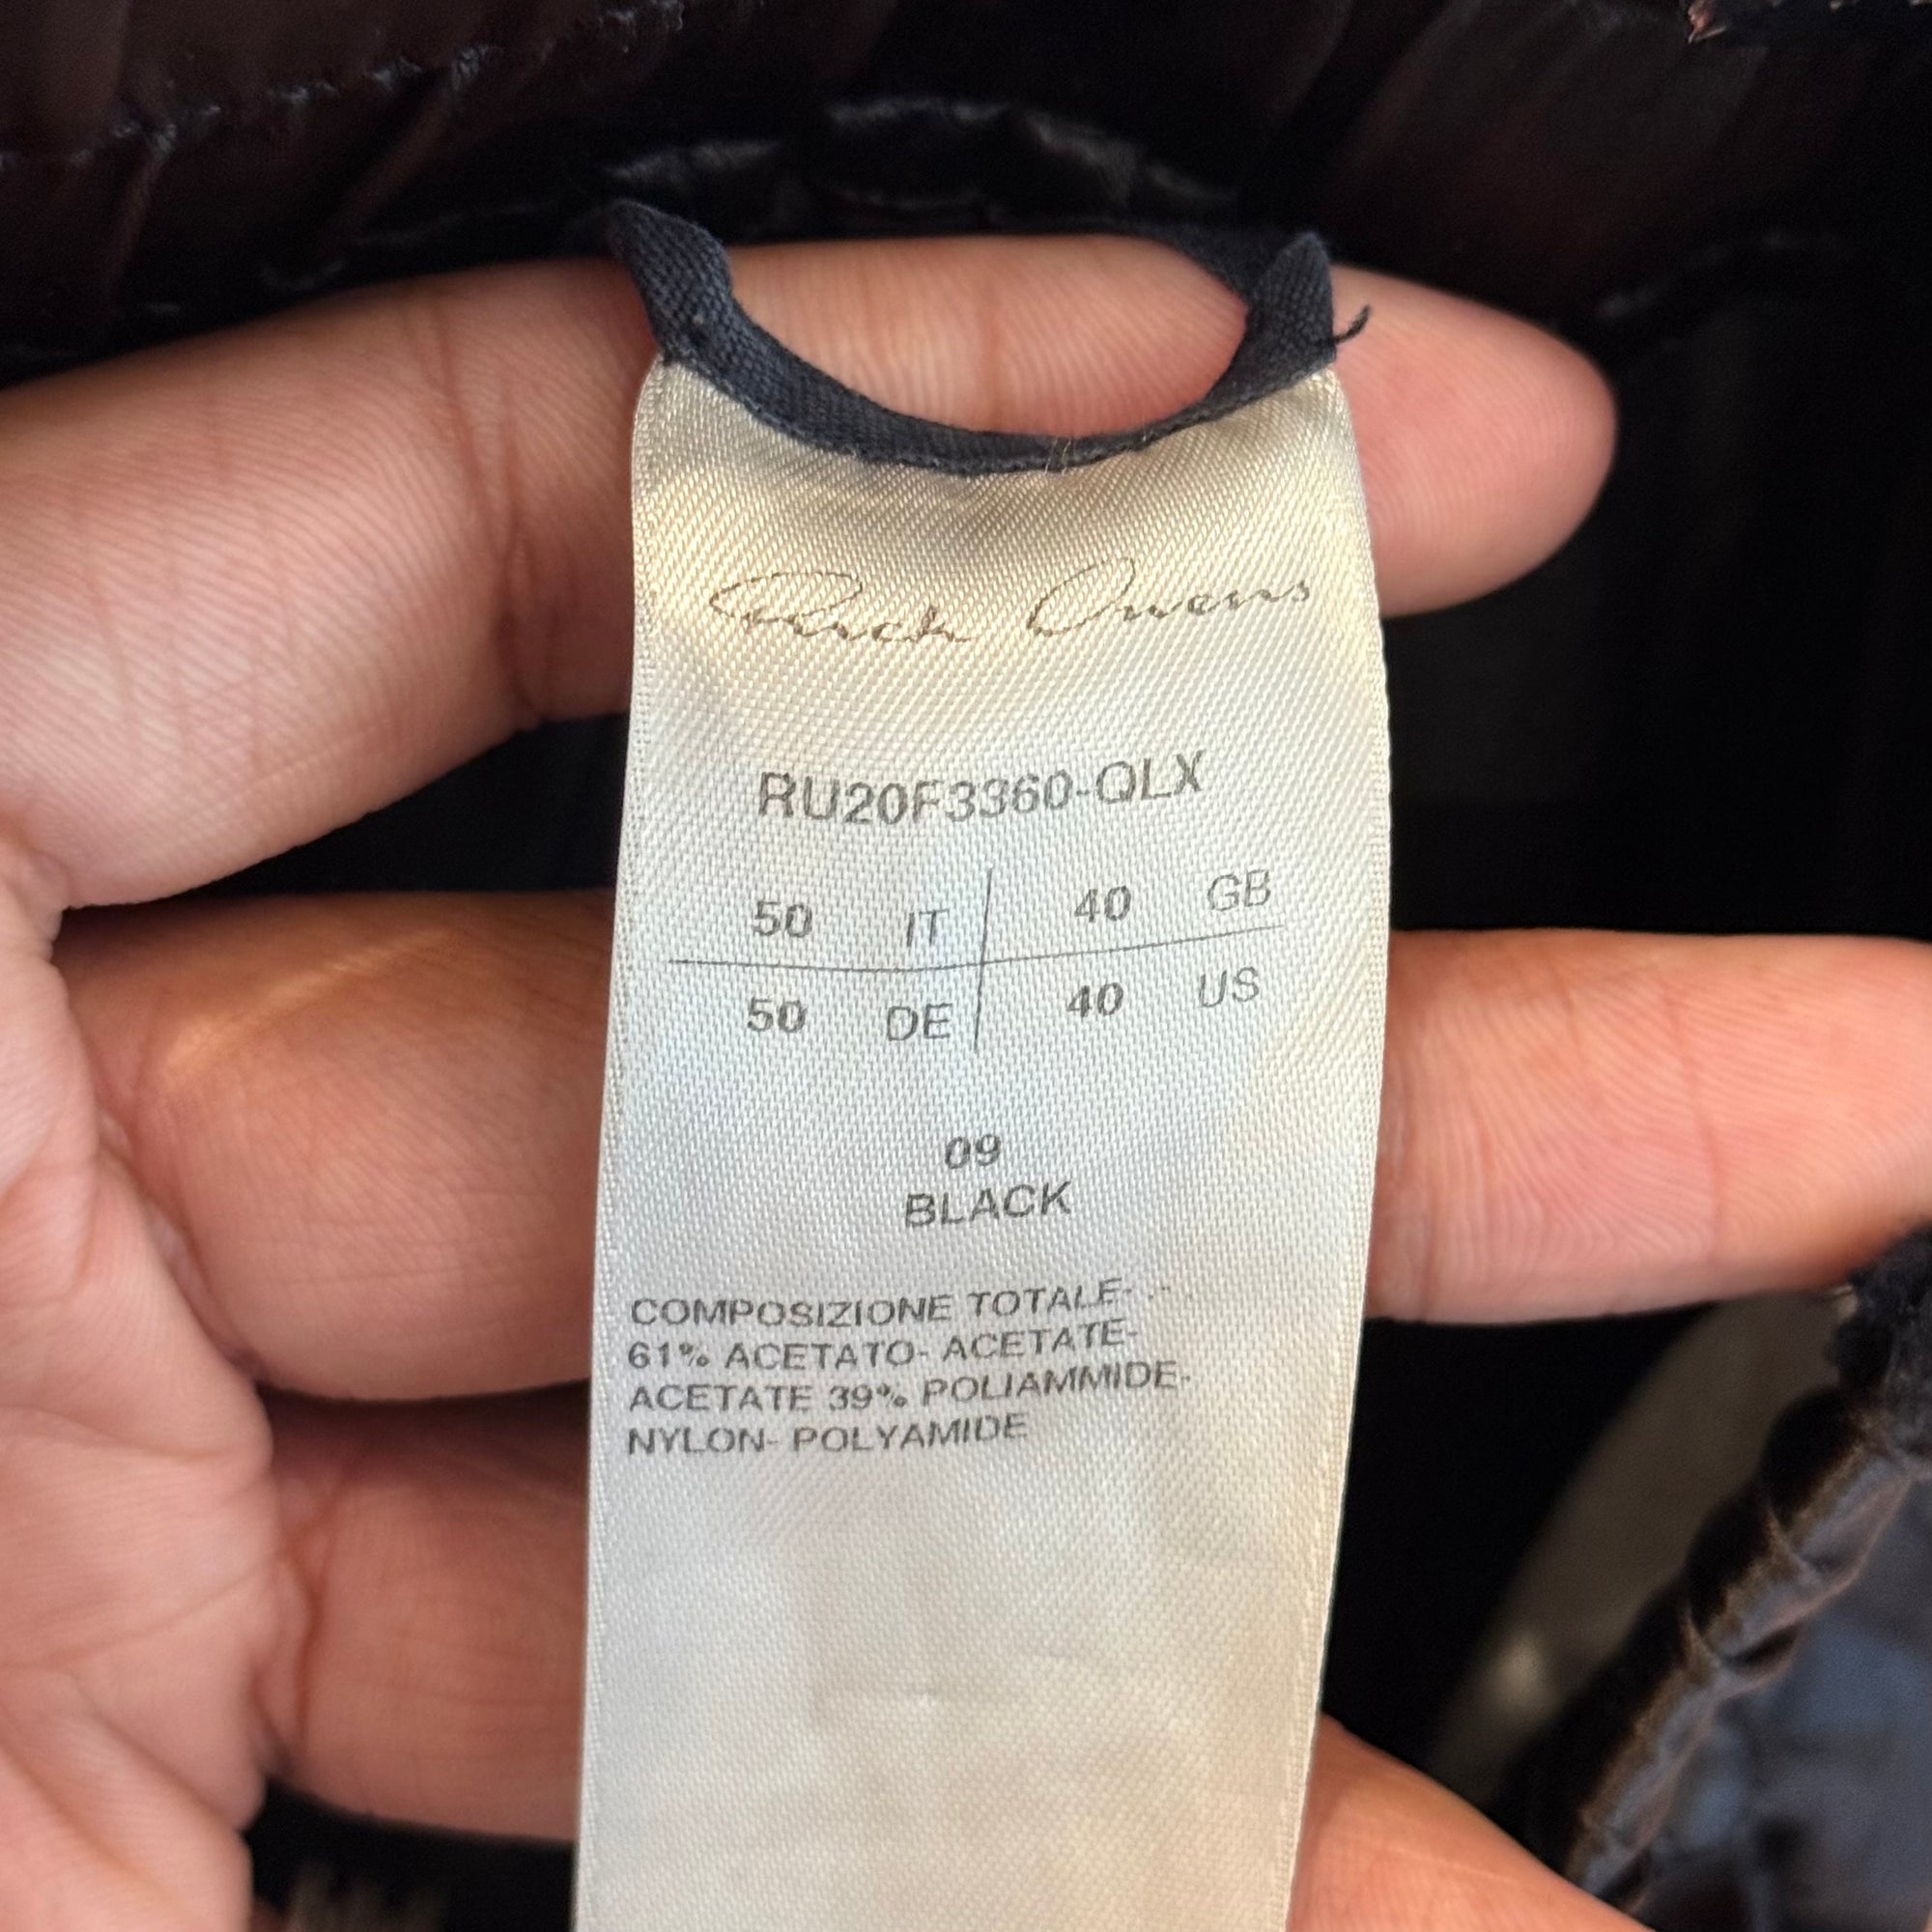 Rick Owens
RU20F3360-QLX
50 IT 40 GB
50 DE 40 US
09
BLACK
COMPOSIZIONE TOTALE-
61% ACETATO- ACETATE-
ACETATE 39% POLIAMMIDE-
NYLON- POLYAMIDE